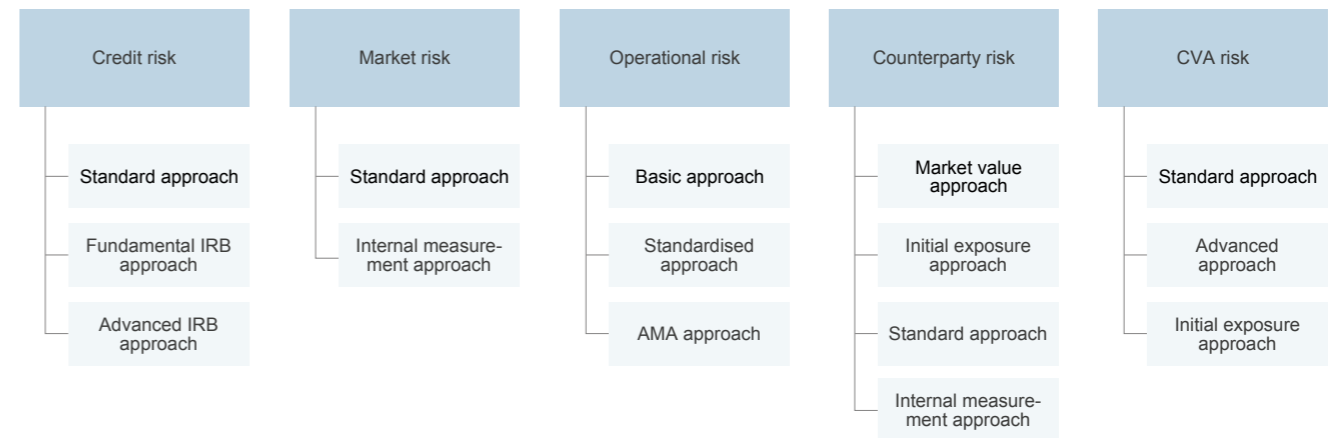 Credit risk
Standard approach
Fundamental IRB
approach
Advanced IRB
approach
Market risk
Standard approach
Internal measure-
ment approach
Operational risk
Basic approach
Standardised
approach
AMA approach
Counterparty risk
Market value
approach
Initial exposure
approach
Standard approach
Internal measure-
ment approach
CVA risk
Standard approach
Advanced
approach
Initial exposure
approach